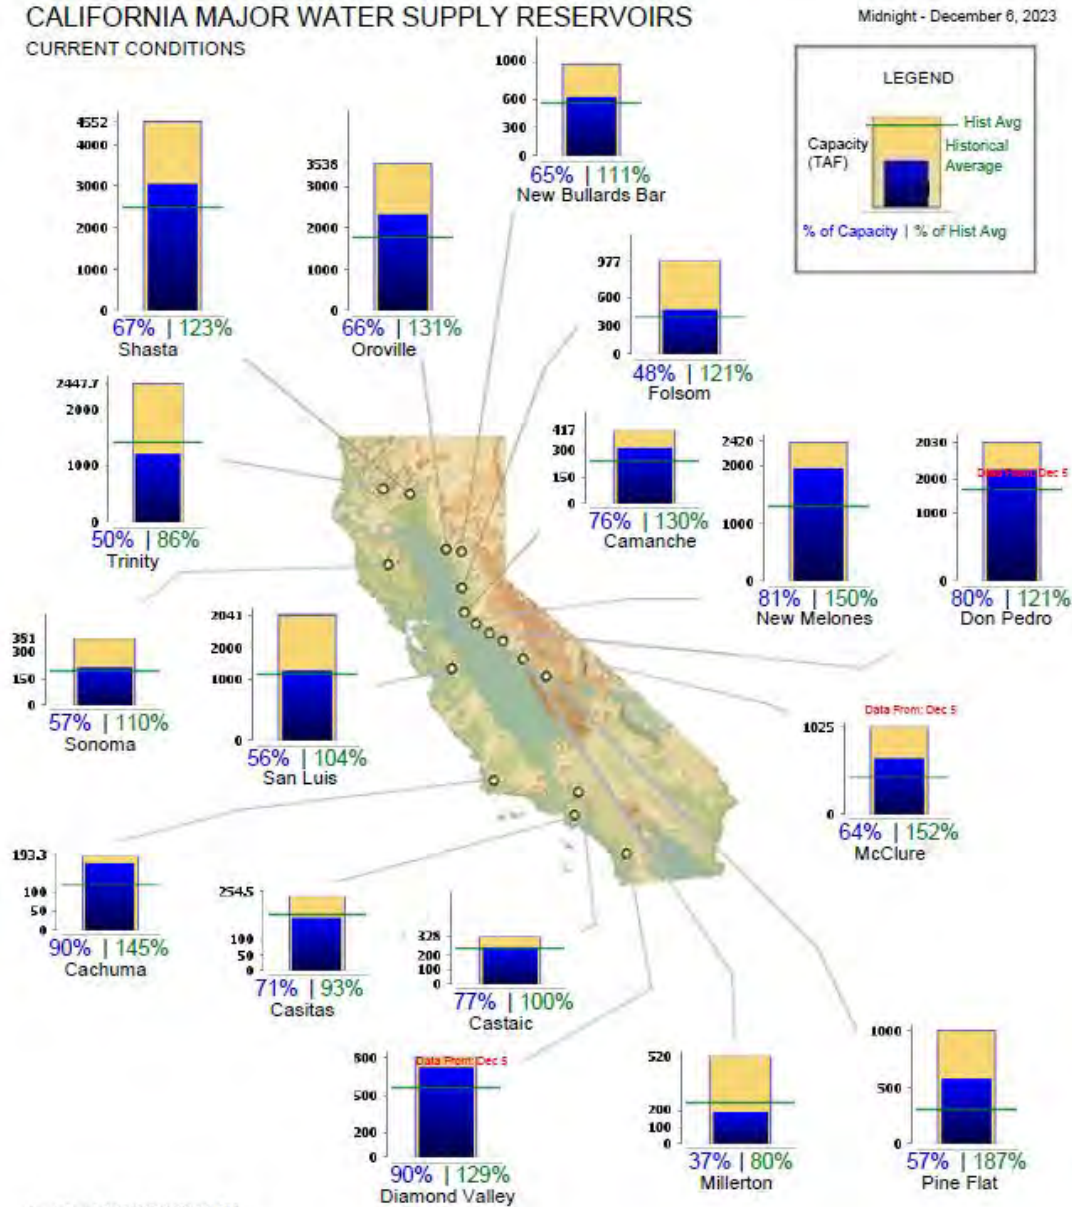 CALIFORNIA MAJOR WATER SUPPLY RESERVOIRS
Midnight - December 6, 2023
CURRENT CONDITIONS
LEGEND
Hist Avg
Capacity
(TAF)
Historical
Average
% of Capacity | % of Hist Avg
1000
600
300
0
65% | 111%
New Bullards Bar
4552
4000
3000
2000
1000
0
67% | 123%
Shasta
3538
3000
2000
1000
0
66% | 131%
Oroville
977
600
300
0
48% | 121%
Folsom
2447.7
2000
1000
0
50% | 86%
Trinity
417
300
150
0
76% | 130%
Camanche
2420
2000
1000
0
81% | 150%
New Melones
2030
Data From: Dec 5
2000
1000
0
80% | 121%
Don Pedro
351
300
150
0
57% | 110%
Sonoma
2041
2000
1000
0
56% | 104%
San Luis
Data From: Dec 5
1025
0
64% | 152%
McClure
193.3
100
50
0
90% | 145%
Cachuma
254.5
100
50
0
71% | 93%
Casitas
328
200
100
0
77% | 100%
Castaic
800
Data From: Dec 5
500
200
0
90% | 129%
Diamond Valley
520
200
100
0
37% | 80%
Millerton
1000
500
0
57% | 187%
Pine Flat